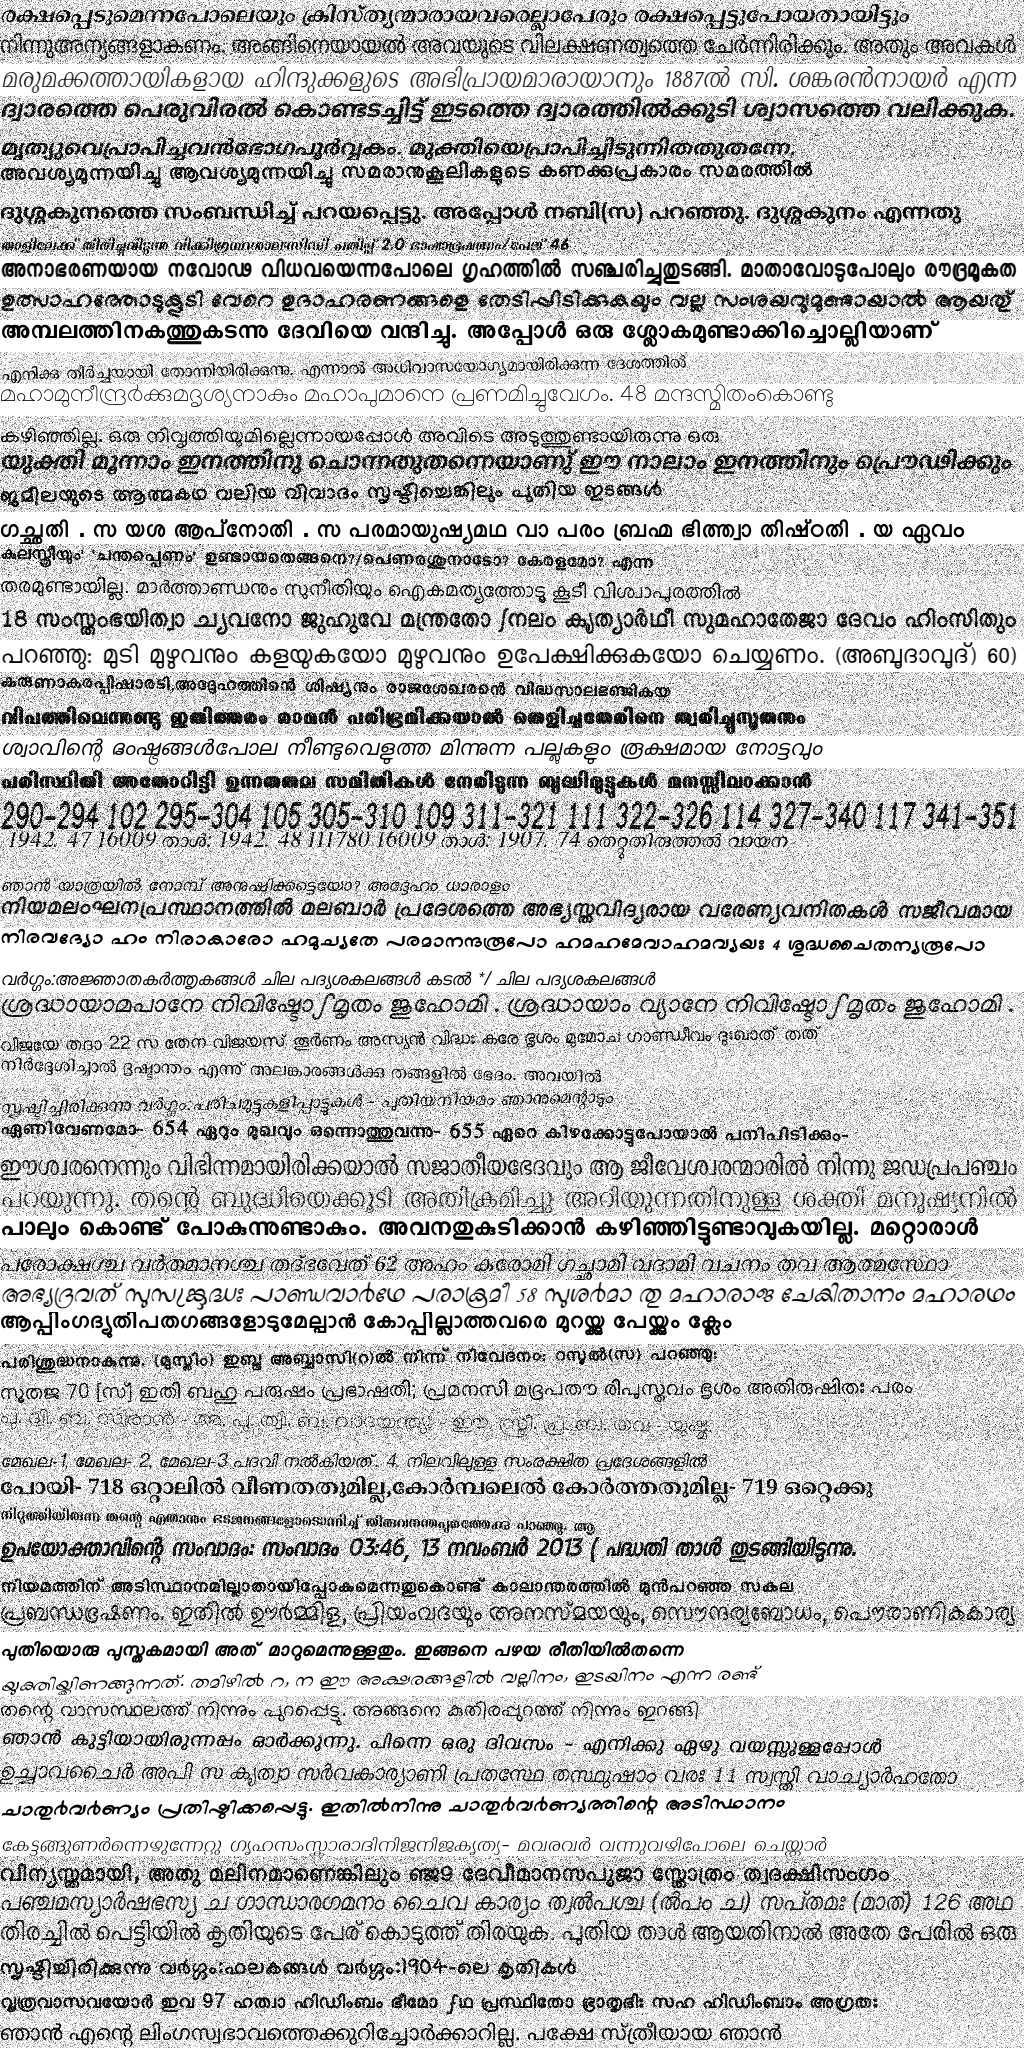 രക്ഷപ്പെടുമെന്നപോലെയും ക്രിസ്ത്യന്മാരായവരെല്ലാപേരും രക്ഷപ്പെട്ടുപോയതായിട്ടും
നിന്നുഅന്യങ്ങളാകണം. അങ്ങിനെയായൽ അവയുടെ വിലക്ഷണത്വത്തെ ചേർന്നിരിക്കും. അതും അവകൾ
മരുമക്കത്തായികളായ ഹിന്ദുക്കളുടെ അഭിപ്രായമാരായാനും 1887ൽ സി. ശങ്കരൻനായർ എന്ന
ദ്വാരത്തെ പെരുവിരൽ കൊണ്ടടച്ചിട്ട് ഇടത്തെ ദ്വാരത്തിൽക്കൂടി ശ്വാസത്തെ വലിക്കുക.
മൃത്യുവെപ്രാപിച്ചവൻഭോഗപൂർവ്വകം. മുക്തിയെപ്രാപിച്ചിടുന്നിതതുതന്നേ.
അവശ്യമുന്നയിച്ചു ആവശ്യമുന്നയിച്ചു സമരാനുകൂലികളുടെ കണക്കുപ്രകാരം സമരത്തിൽ
ദുശ്ശകുനത്തെ സംബന്ധിച്ച് പറയപ്പെട്ടു. അപ്പോൾ നബി(സ) പറഞ്ഞു. ദുശ്ശകുനം എന്നതു
താളിലേക്ക് തിരിച്ചുവിടുന്നു വിക്കിഗ്രന്ഥശാലസിഡി പതിപ്പ് 2.0 ഭാഷാഭൂഷണം/പേജ് 46
അനാഭരണയായ നവോഢ വിധവയെന്നപോലെ ഗൃഹത്തിൽ സഞ്ചരിച്ചുതുടങ്ങി. മാതാവോടുപോലും രൗദ്രമൂകത
ഉത്സാഹത്തോടുകൂടി വേറെ ഉദാഹരണങ്ങളെ തേടിപ്പിടിക്കുകയും വല്ല സംശയവുമുണ്ടായാൽ ആയത്
അമ്പലത്തിനകത്തുകടന്നു ദേവിയെ വന്ദിച്ചു. അപ്പോൾ ഒരു ശ്ലോകമുണ്ടാക്കിച്ചൊല്ലിയാണ്
എനിക്കു തീർച്ചയായി തോന്നിയിരിക്കുന്നു. എന്നാൽ അധിവാസയോഗ്യമായിരിക്കുന്ന ദേശത്തിൽ
മഹാമുനീന്ദ്രർക്കുമദൃശ്യനാകും മഹാപുമാനെ പ്രണമിച്ചുവേഗം. 48 മന്ദസ്മിതംകൊണ്ടു
കഴിഞ്ഞില്ല. ഒരു നിവൃത്തിയുമില്ലെന്നായപ്പോൾ അവിടെ അടുത്തുണ്ടായിരുന്നു ഒരു
യുക്തി മൂന്നാം ഇനത്തിനു ചൊന്നതുതന്നെയാണു് ഈ നാലാം ഇനത്തിനും പ്രൌഢിക്കും
ജമീലയുടെ ആത്മകഥ വലിയ വിവാദം സൃഷ്ടിച്ചെങ്കിലും പുതിയ ഇടങ്ങൾ
ഗച്ഛതി . സ യശ ആപ്നോതി . സ പരമായുഷ്യമഥ വാ പരം ബ്രഹ്മ ഭിത്ത്വാ തിഷ്ഠതി . യ ഏവം
കുലസ്ത്രീയും 'ചന്തപ്പെണ്ണും' ഉണ്ടായതെങ്ങനെ?/പെണ്ണരശുനാടോ? കേരളമോ? എന്ന
തരമുണ്ടായില്ല. മാർത്താണ്ഡനും സുനീതിയും ഐകമത്യത്തോടു കൂടീ വിശ്വാപുരത്തിൽ
18 സംസ്തംഭയിത്വാ ച്യവനോ ജുഹുവേ മന്ത്രതോ ഽനലം കൃത്യാർഥീ സുമഹാതേജാ ദേവം ഹിംസിതും
പറഞ്ഞു: മുടി മുഴുവനും കളയുകയോ മുഴുവനും ഉപേക്ഷിക്കുകയോ ചെയ്യണം. (അബൂദാവൂദ്) 60)
കരുണാകരപ്പിഷാരടി,അദ്ദേഹത്തിന്റെ ശിഷ്യനും രാജശേഖരന്റെ വിദ്ധസാലഭഞ്ജികയു
വിപത്തിലെന്നുണ്ടു ഇതിത്തരം രാമൻ പരിഭ്രമിക്കയാൽ തെളിച്ചതേരിനെ ത്വരിച്ചുസൂതനും
ശ്വാവിന്റെ ദംഷ്ട്രങ്ങൾപോല നീണ്ടുവെളുത്ത മിന്നുന്ന പല്ലുകളും രൂക്ഷമായ നോട്ടവും
പരിസ്ഥിതി അതോറിട്ടി ഉന്നതതല സമിതികൾ നേരിടുന്ന ബുദ്ധിമുട്ടുകൾ മനസ്സിലാക്കാൻ
290-294 102 295-304 105 305-310 109 311-321 111 322-326 114 327-340 117 341-351
1942. 47 16009 താൾ: 1942. 48 111780 16009 താൾ: 1907. 74 തെറ്റുതിരുത്തൽ വായന
ഞാൻ യാത്രയിൽ നോമ്പ് അനുഷ്ഠിക്കട്ടെയോ? അദ്ദേഹം ധാരാളം
നിയമലംഘനപ്രസ്ഥാനത്തിൽ മലബാർ പ്രദേശത്തെ അഭ്യസ്തവിദ്യരായ വരേണ്യവനിതകൾ സജീവമായ
നിരവദ്യോ ഹം നിരാകാരോ ഹമുച്യതേ പരമാനന്ദരൂപോ ഹമഹമേവാഹമവ്യയഃ 4 ശുദ്ധചൈതന്യരൂപോ
വർഗ്ഗം:അജ്ഞാതകർത്തൃകങ്ങൾ ചില പദ്യശകലങ്ങൾ കടൽ */ ചില പദ്യശകലങ്ങൾ
ശ്രദ്ധായാമപാനേ നിവിഷ്ടോഽമൃതം ജുഹോമി . ശ്രദ്ധായാം വ്യാനേ നിവിഷ്ടോഽമൃതം ജുഹോമി .
വിജയേ തദാ 22 സ തേന വിജയസ് തൂർണം അസ്യൻ വിദ്ധഃ കരേ ഭൃശം മുമോച ഗാണ്ഡീവം ദുഃഖാത് തത്
നിർദ്ദേശിച്ചാൽ ദൃഷ്ടാന്തം എന്നു് അലങ്കാരങ്ങൾക്കു തങ്ങളിൽ ഭേദം. അവയിൽ
സൃഷ്ടിച്ചിരിക്കുന്നു വർഗ്ഗം:പരിചമുട്ടുകളിപ്പാട്ടുകൾ - പുതിയനിയമം ഞാനുമെന്റാടും
ഏണിവേണമോ- 654 ഏറും മുഖവും ഒന്നൊത്തുവന്നു- 655 ഏറെ കിഴക്കോട്ടുപോയാൽ പനിപിടിക്കും-
ഈശ്വരനെന്നും വിഭിന്നമായിരിക്കയാൽ സജാതീയഭേദവും ആ ജീവേശ്വരന്മാരിൽ നിന്നു ജഡപ്രപഞ്ചം
പറയുന്നു. തന്റെ ബുദ്ധിയെക്കൂടി അതിക്രമിച്ചു അറിയുന്നതിനുള്ള ശക്തി മനുഷ്യനിൽ
പാലും കൊണ്ട് പോകുന്നുണ്ടാകും. അവനതുകുടിക്കാൻ കഴിഞ്ഞിട്ടുണ്ടാവുകയില്ല. മറ്റൊരാൾ
പരോക്ഷശ്ച വർതമാനശ്ച തദ്ഭവേത് 62 അഹം കരോമി ഗച്ഛാമി വദാമി വചനം തവ ആത്മസ്ഥോ
അഭ്യദ്രവത് സുസങ്ക്രുദ്ധഃ പാണ്ഡവാർഥേ പരാക്രമീ 58 സുശർമാ തു മഹാരാജ ചേകിതാനം മഹാരഥം
ആപ്പിംഗദ്യുതിപതഗങ്ങളോടുമേല്പാൻ കോപ്പില്ലാത്തവരെ മുറയ്ക്കു പേയ്ക്കും ക്ലേം
പരിശുദ്ധനാകുന്നു. (മുസ്ലിം) ഇബ്നു അബ്ബാസി(റ)ൽ നിന്ന് നിവേദനം: റസൂൽ(സ) പറഞ്ഞു:
സൂതജ 70 [സ്] ഇതി ബഹു പരുഷം പ്രഭാഷതി; പ്രമനസി മദ്രപതൗ രിപുസ്തവം ഭൃശം അതിരുഷിതഃ പരം
മേഖല-1, മേഖല- 2, മേഖല-3 പദവി നൽകിയത്. 4. നിലവിലുള്ള സംരക്ഷിത പ്രദേശങ്ങളിൽ
പോയി- 718 ഒറ്റാലിൽ വീണതതുമില്ല,കോർമ്പലെൽ കോർത്തതുമില്ല- 719 ഒറ്റെക്കു
നിറുത്തിയിരുന്ന തന്റെ ഏതാനും ഭടജനങ്ങളോടൊന്നിച്ച് തിരുവനന്തപുരത്തേക്കു പാഞ്ഞു. ആ
ഉപയോക്താവിന്റെ സംവാദം: സംവാദം 03:46, 13 നവംബർ 2013 ( പദ്ധതി താൾ തുടങ്ങിയിടുന്നു.
നിയമത്തിന് അടിസ്ഥാനമില്ലാതായിപ്പോകുമെന്നതുകൊണ്ട് കാലാന്തരത്തിൽ മുൻപറഞ്ഞ സകല
പ്രബന്ധഭൂഷണം. ഇതിൽ ഊർമ്മിള, പ്രിയംവദയും അനസൂയയും, സൌന്ദര്യബോധം, പൌരാണികകാര്യ
പുതിയൊരു പുസ്തകമായി അത് മാറുമെന്നുള്ളതും. ഇങ്ങനെ പഴയ രീതിയിൽതന്നെ
യുക്തിയ്ക്കിണങ്ങുന്നത്. തമിഴിൽ റ, ന ഈ അക്ഷരങ്ങളിൽ വല്ലിനം, ഇടയിനം എന്ന രണ്ട്
തന്റെ വാസസ്ഥലത്ത് നിന്നും പുറപ്പെട്ടു. അങ്ങനെ കുതിരപ്പുറത്ത് നിന്നും ഇറങ്ങി
ഞാൻ കുട്ടിയായിരുന്നപ്പം ഓർക്കുന്നു. പിന്നെ ഒരു ദിവസം - എനിക്കു ഏഴു വയസ്സുള്ളപ്പോൾ
ഉച്ചാവചൈർ അപി സ കൃത്വാ സർവകാര്യാണി പ്രതസ്ഥേ തസ്ഥുഷാം വരഃ 11 സ്വസ്തി വാച്യാർഹതോ
ചാതുർവർണ്യം പ്രതിഷ്ഠിക്കപ്പെട്ടു. ഇതിൽനിന്നു ചാതുർവർണ്യത്തിന്റെ അടിസ്ഥാനം
കേട്ടങ്ങുണർന്നെഴുന്നേറ്റു ഗൃഹസംസ്കാരാദിനിജനിജകൃത്യ- മവരവർ വന്നുവഴിപോലെ ചെയ്താർ
വിന്യസ്തമായി, അതു മലിനമാണെങ്കിലും ഞ്ജ9 ദേവീമാനസപൂജാ സ്തോത്രം ത്വദക്ഷിസംഗം
പഞ്ചമസ്യാർഷഭസ്യ ച ഗാന്ധാരഗമനം ചൈവ കാര്യം ത്വൽപശ്ച (ൽപം ച) സപ്തമഃ (മാത്) 126 അഥ
തിരച്ചിൽ പെട്ടിയിൽ കൃതിയുടെ പേര് കൊടുത്ത് തിരയുക. പുതിയ താൾ ആയതിനാൽ അതേ പേരിൽ ഒരു
സൃഷ്ടിച്ചിരിക്കുന്നു വർഗ്ഗം:ഫലകങ്ങൾ വർഗ്ഗം:1904-ലെ കൃതികൾ
വൃത്രവാസവയോർ ഇവ 97 ഹത്വാ ഹിഡിംബം ഭീമോ ഽഥ പ്രസ്ഥിതോ ഭ്രാതൃഭിഃ സഹ ഹിഡിംബാം അഗ്രതഃ
ഞാൻ എന്റെ ലിംഗസ്വഭാവത്തെക്കുറിച്ചോർക്കാറില്ല. പക്ഷേ സ്ത്രീയായ ഞാൻ